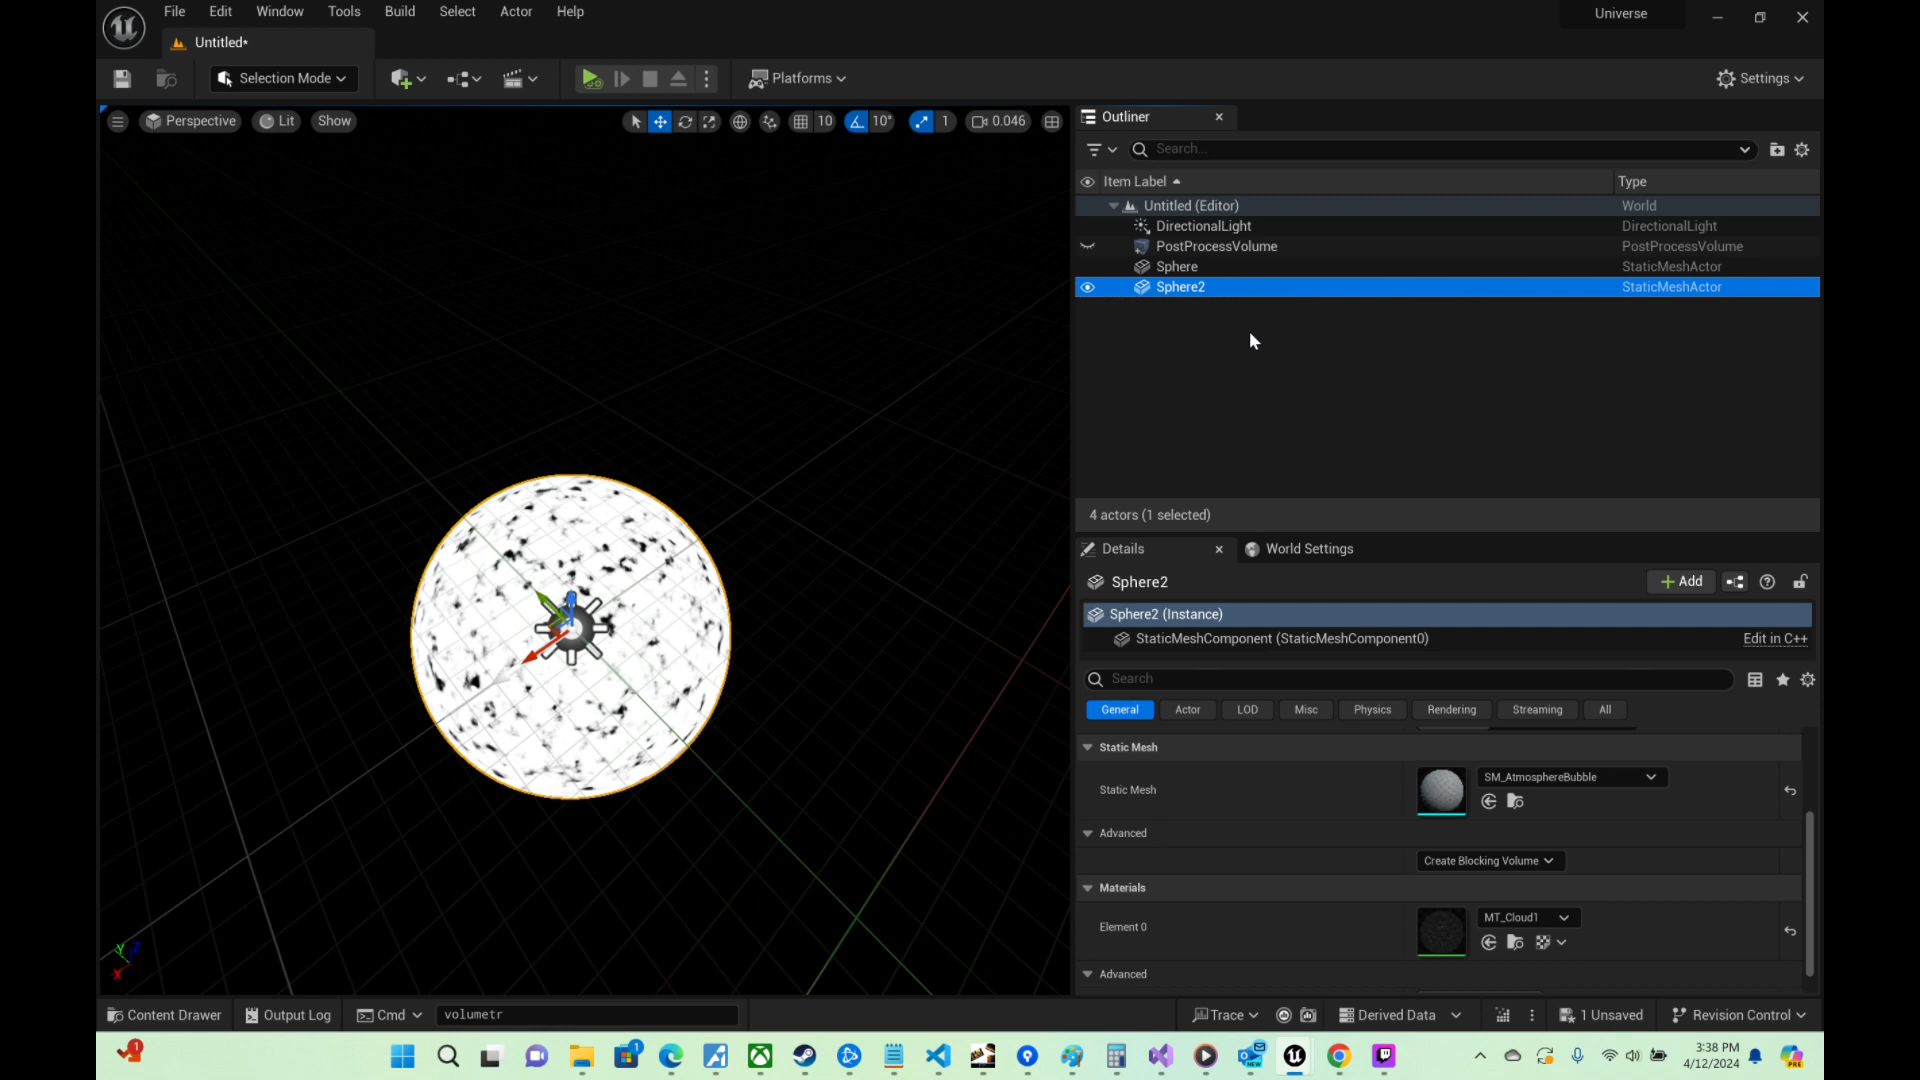 File Edit Window Tools Build Select Actor Help
Universe
Untitled*
Selection Mode
Platforms
Settings
Perspective Lit Show
10 10° 1 0.046
Outliner
Search...
Item Label Type
Untitled (Editor) World
DirectionalLight DirectionalLight
PostProcessVolume PostProcessVolume
Sphere StaticMeshActor
Sphere2 StaticMeshActor
4 actors (1 selected)
Details World Settings
Sphere2
Add
Sphere2 (Instance)
StaticMeshComponent (StaticMeshComponent0) Edit in C++
Search
General Actor LOD Misc Physics Rendering Streaming All
Static Mesh
Static Mesh SM_AtmosphereBubble
Advanced
Create Blocking Volume
Materials
Element 0 MT_Cloud1
Advanced
Y Z
X
Content Drawer Output Log Cmd volumetr Trace Derived Data 1 Unsaved Revision Control
1 1 NEW 3:38 PM
4/12/2024 PRE